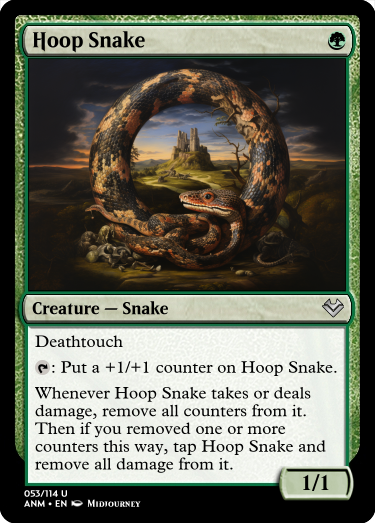 Hoop Snake
Creature — Snake
Deathtouch
: Put a +1/+1 counter on Hoop Snake.
Whenever Hoop Snake takes or deals
damage, remove all counters from it.
Then if you removed one or more
counters this way, tap Hoop Snake and
remove all damage from it.
1/1
053/114 U
ANM • EN Midjourney